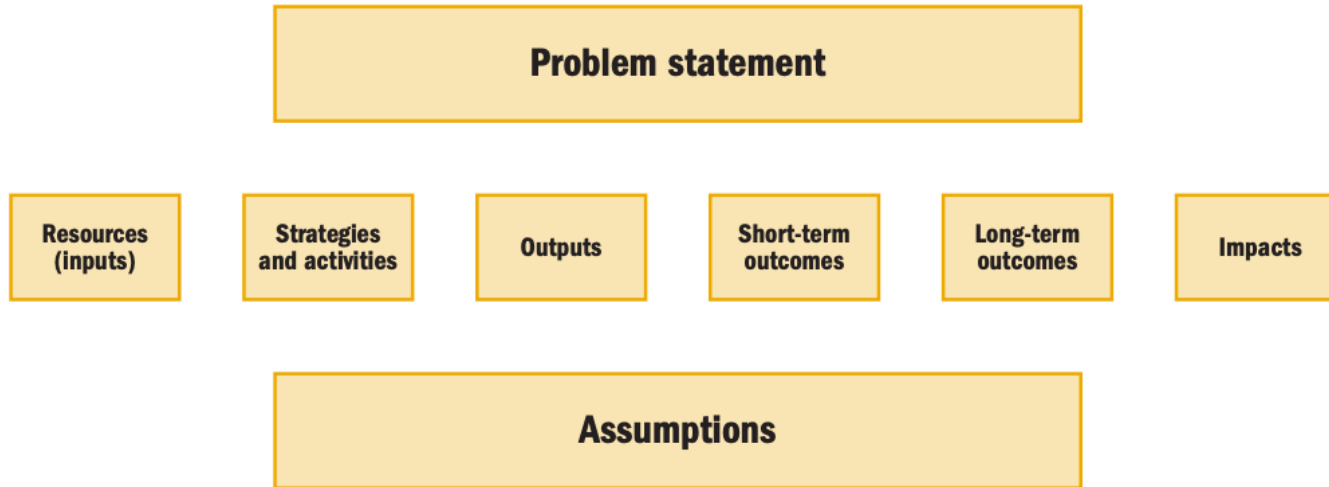 Problem statement
Resources
(inputs)
Strategies
and activities
Outputs
Short-term
outcomes
Long-term
outcomes
Impacts
Assumptions